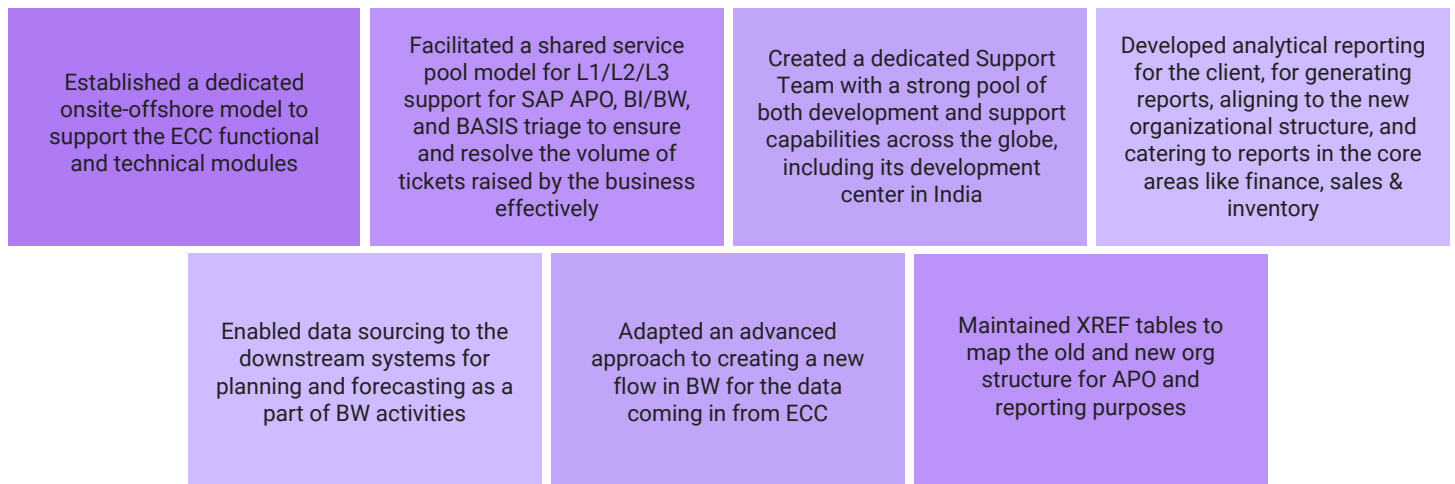 Established a dedicated
onsite-offshore model to
support the ECC functional
and technical modules
Facilitated a shared service
pool model for L1/L2/L3
support for SAP APO, BI/BW,
and BASIS triage to ensure
and resolve the volume of
tickets raised by the business
effectively
Created a dedicated Support
Team with a strong pool of
both development and support
capabilities across the globe,
including its development
center in India
Developed analytical reporting
for the client, for generating
reports, aligning to the new
organizational structure, and
catering to reports in the core
areas like finance, sales &
inventory
Enabled data sourcing to the
downstream systems for
planning and forecasting as a
part of BW activities
Adapted an advanced
approach to creating a new
flow in BW for the data
coming in from ECC
Maintained XREF tables to
map the old and new org
structure for APO and
reporting purposes